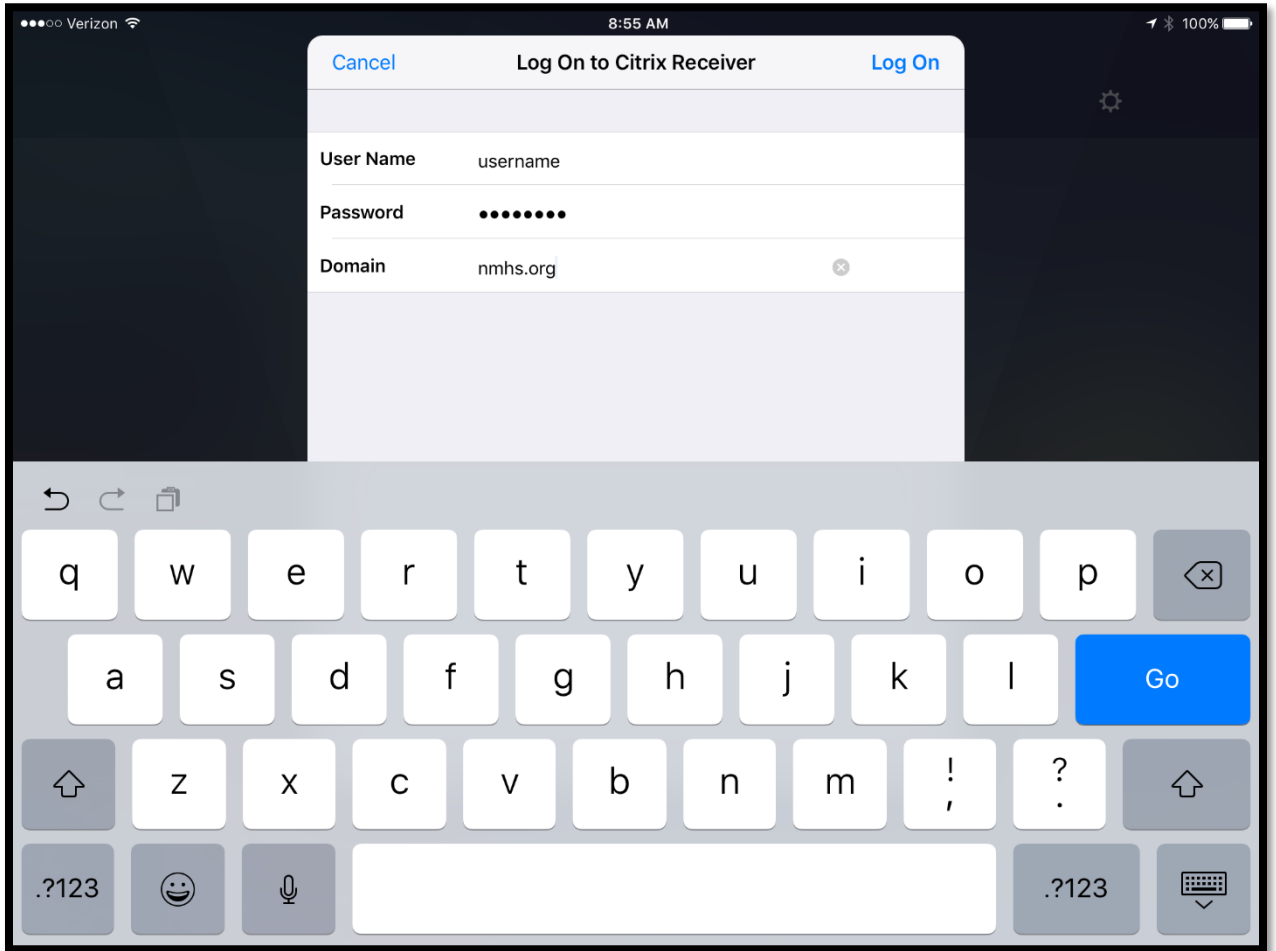 Verizon 8:55 AM 100%
Cancel Log On to Citrix Receiver Log On
User Name username
Password ••••••••
Domain nmhs.org
q w e r t y u i o p
a s d f g h j k l Go
z x c v b n m ! , ? .
.?123 .?123